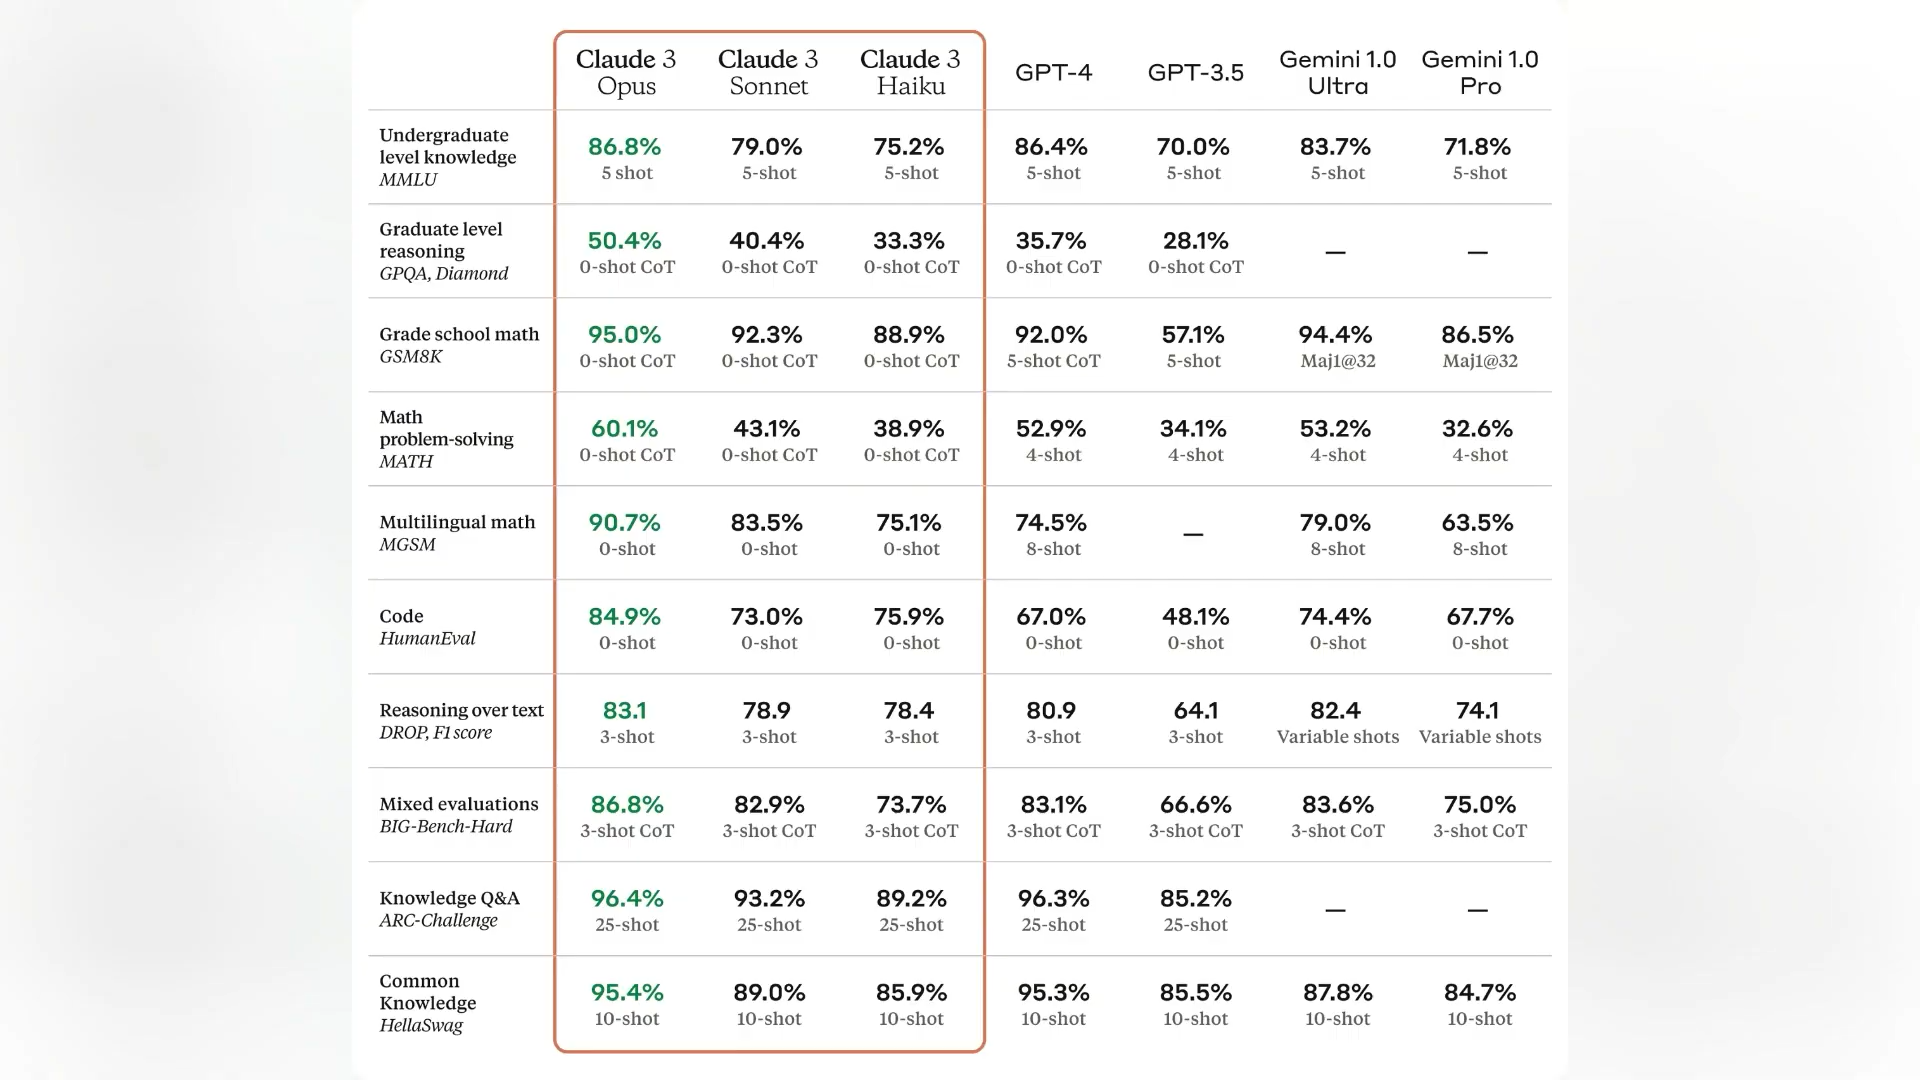 Claude 3 Opus
Claude 3 Sonnet
Claude 3 Haiku
GPT-4
GPT-3.5
Gemini 1.0 Ultra
Gemini 1.0 Pro
Undergraduate level knowledge MMLU
86.8% 79.0% 75.2% 86.4% 70.0% 83.7% 71.8%
5 shot 5-shot 5-shot 5-shot 5-shot 5-shot 5-shot
Graduate level reasoning GPQA, Diamond
50.4% 40.4% 33.3% 35.7% 28.1% — —
0-shot CoT 0-shot CoT 0-shot CoT 0-shot CoT 0-shot CoT
Grade school math GSM8K
95.0% 92.3% 88.9% 92.0% 57.1% 94.4% 86.5%
0-shot CoT 0-shot CoT 0-shot CoT 5-shot CoT 5-shot Maj1@32 Maj1@32
Math problem-solving MATH
60.1% 43.1% 38.9% 52.9% 34.1% 53.2% 32.6%
0-shot CoT 0-shot CoT 0-shot CoT 4-shot 4-shot 4-shot 4-shot
Multilingual math MGSM
90.7% 83.5% 75.1% 74.5% — 79.0% 63.5%
0-shot 0-shot 0-shot 8-shot 8-shot 8-shot
Code HumanEval
84.9% 73.0% 75.9% 67.0% 48.1% 74.4% 67.7%
0-shot 0-shot 0-shot 0-shot 0-shot 0-shot 0-shot
Reasoning over text DROP, F1 score
83.1 78.9 78.4 80.9 64.1 82.4 74.1
3-shot 3-shot 3-shot 3-shot 3-shot Variable shots Variable shots
Mixed evaluations BIG-Bench-Hard
86.8% 82.9% 73.7% 83.1% 66.6% 83.6% 75.0%
3-shot CoT 3-shot CoT 3-shot CoT 3-shot CoT 3-shot CoT 3-shot CoT 3-shot CoT
Knowledge Q&A ARC-Challenge
96.4% 93.2% 89.2% 96.3% 85.2% — —
25-shot 25-shot 25-shot 25-shot 25-shot
Common Knowledge HellaSwag
95.4% 89.0% 85.9% 95.3% 85.5% 87.8% 84.7%
10-shot 10-shot 10-shot 10-shot 10-shot 10-shot 10-shot